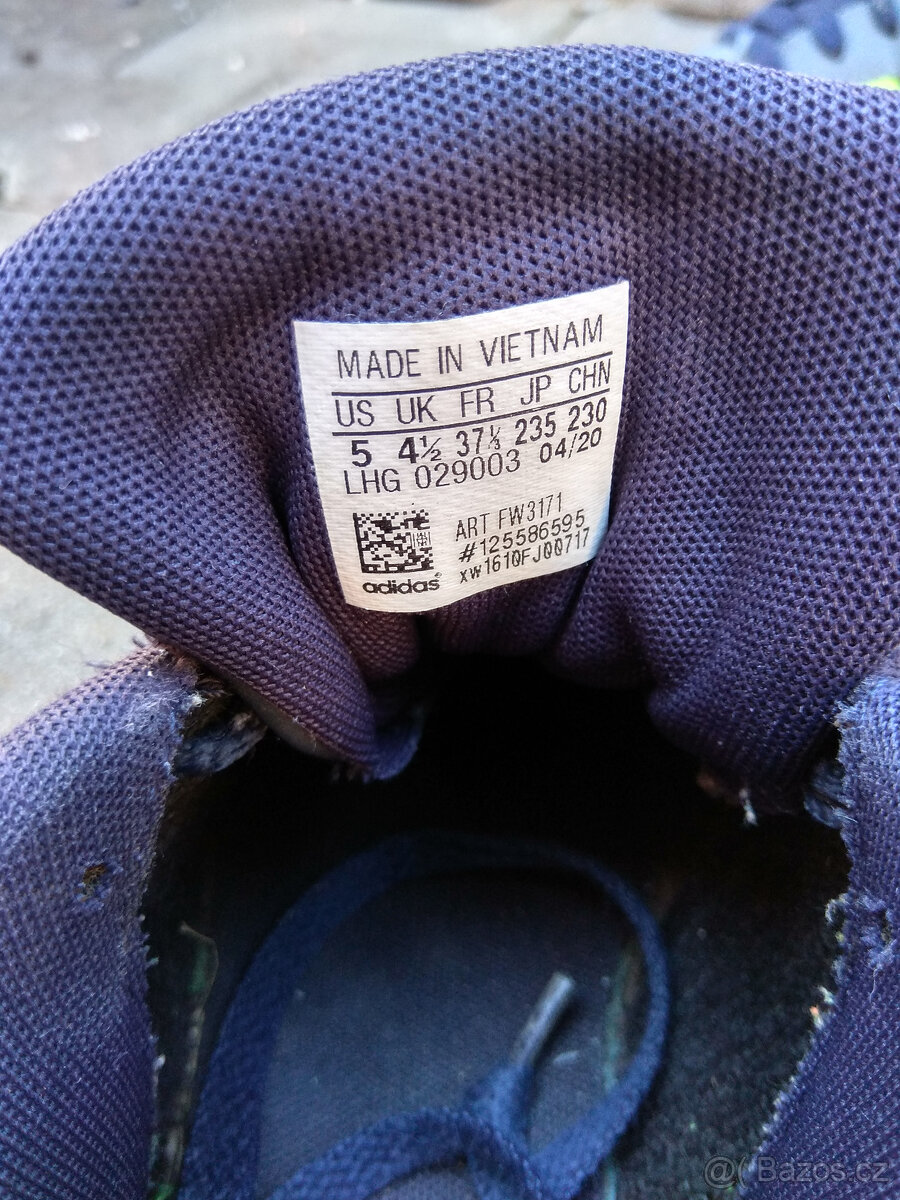 MADE IN VIETNAM
US UK FR JP CHN
5 4½ 37⅓ 235 230
LHG 029003 04/20
ART FW3171
#125586595
xw1610FJ00717
adidas
Bazos.cz